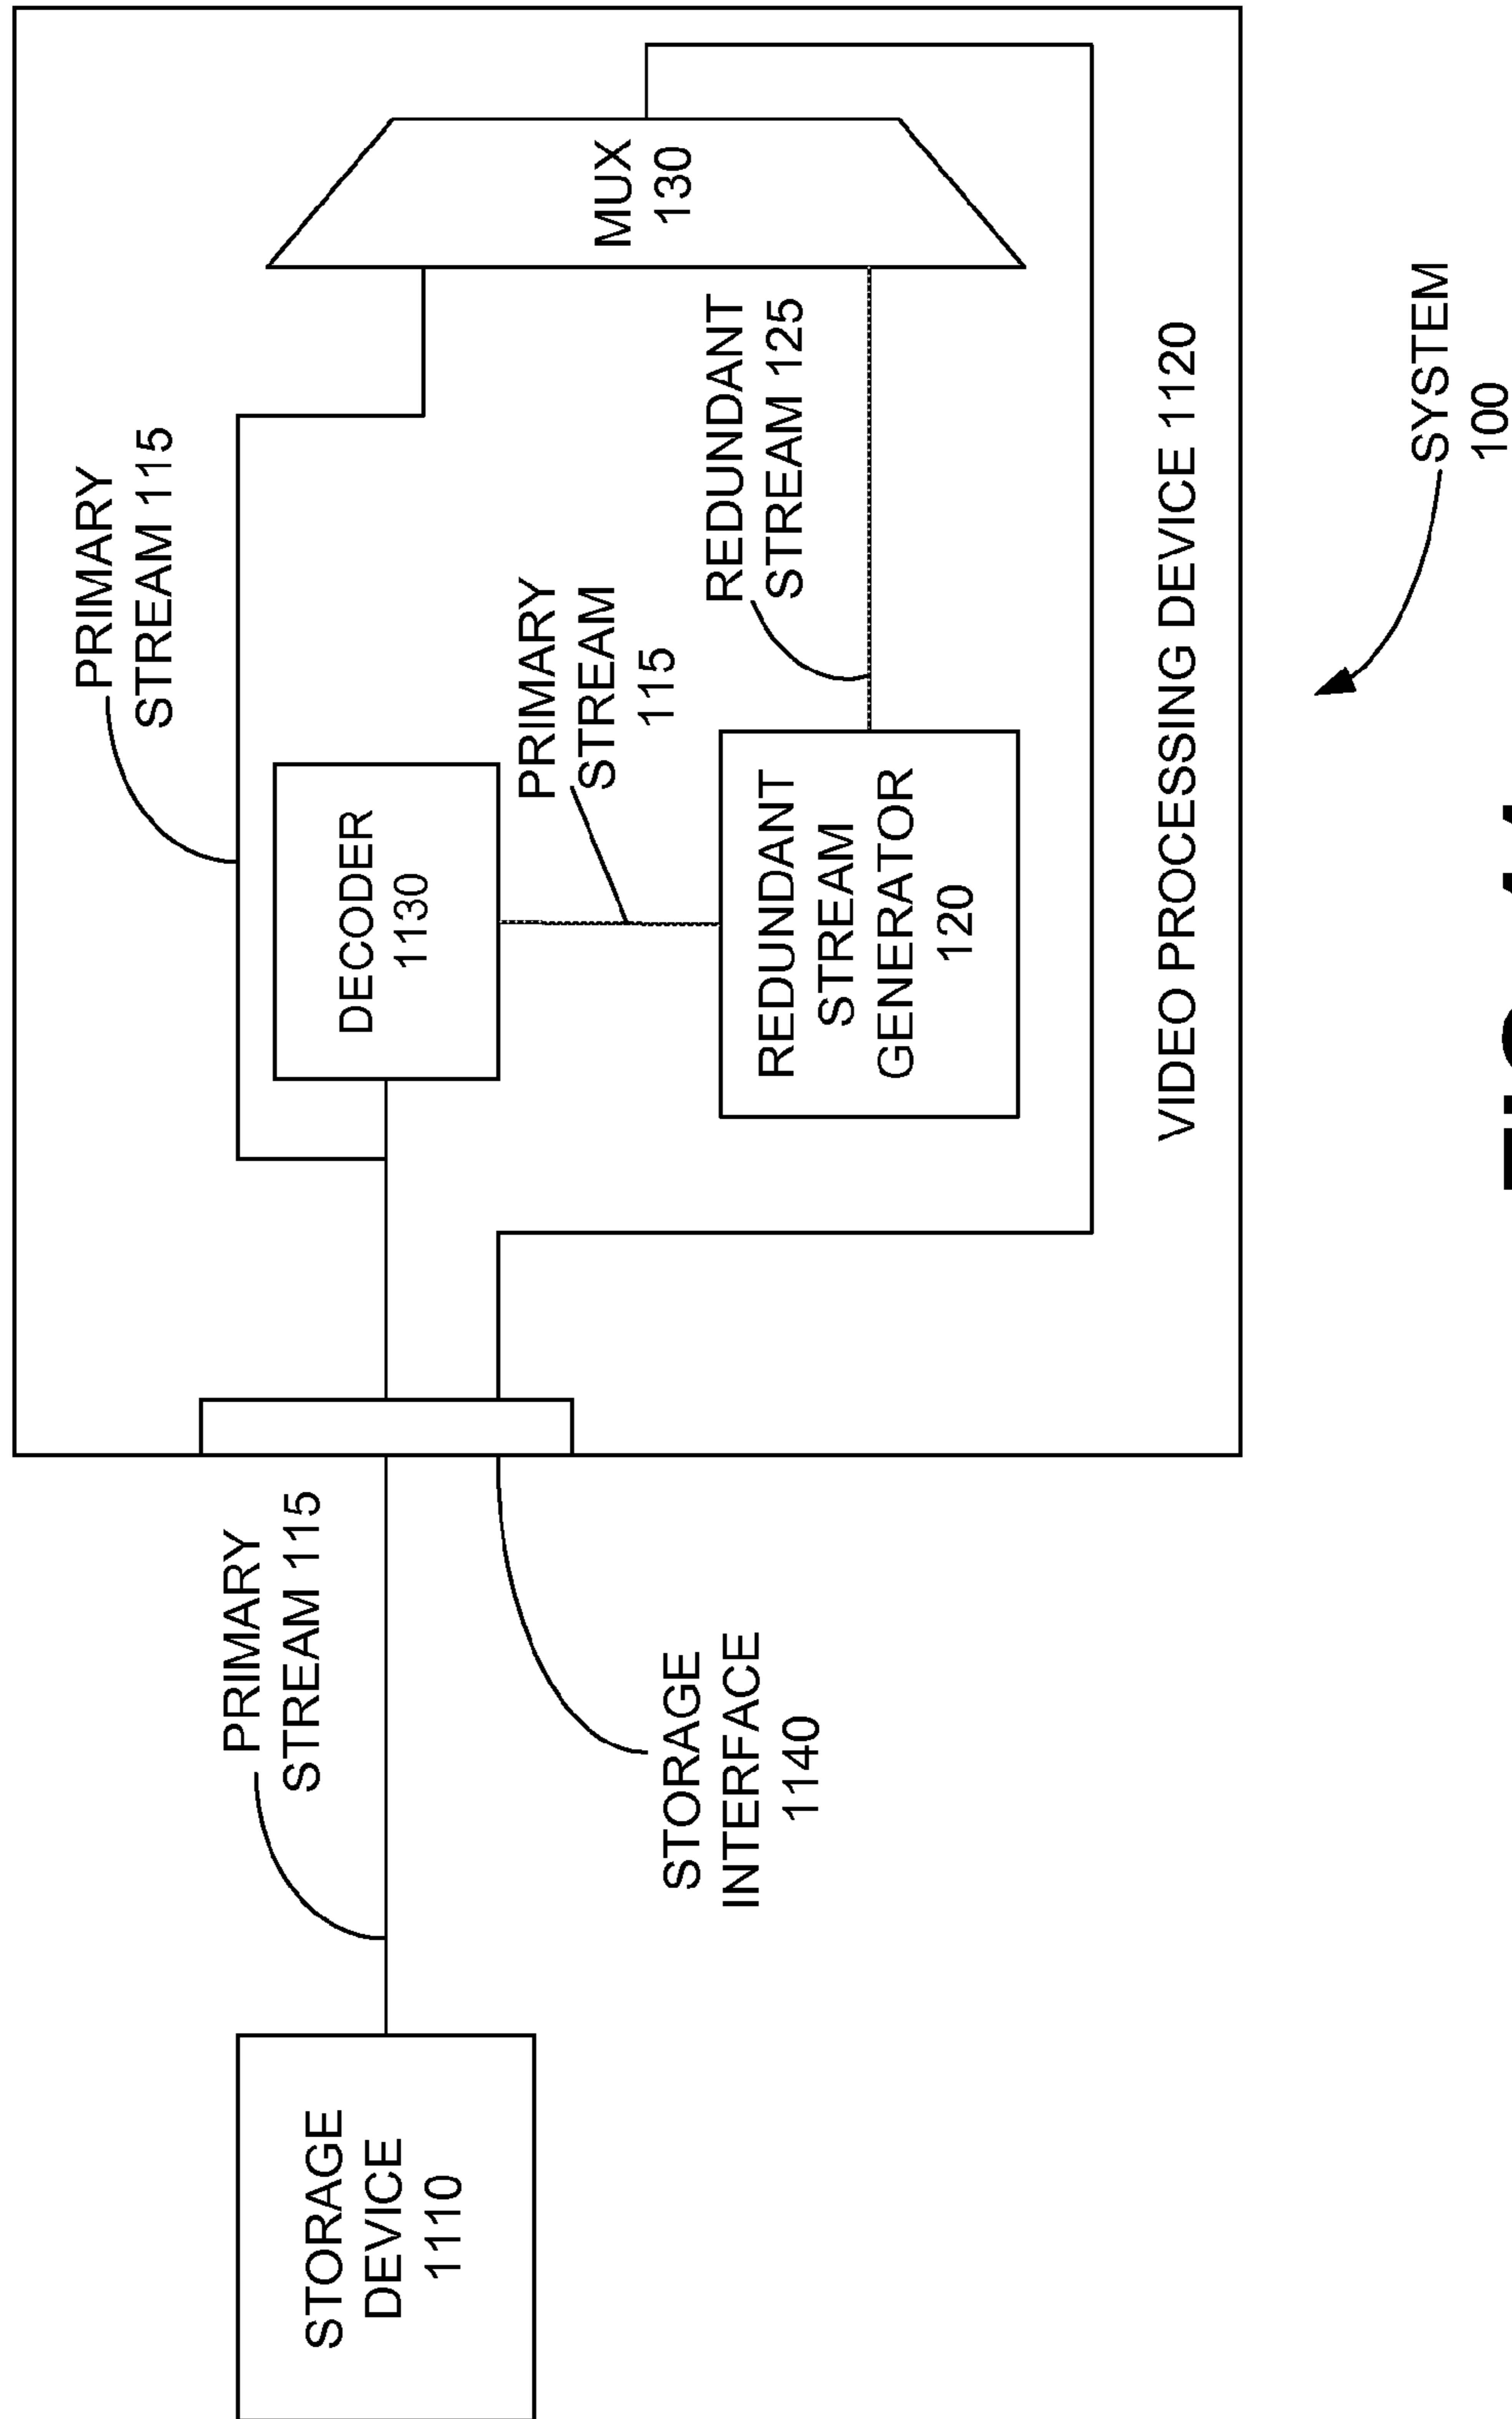 PRIMARY
STREAM 115
STORAGE
DEVICE
1110
PRIMARY
STREAM 115
DECODER
1130
MUX
130
PRIMARY
STREAM
115
STORAGE
INTERFACE
1140
REDUNDANT
STREAM
GENERATOR
120
REDUNDANT
STREAM 125
VIDEO PROCESSING DEVICE 1120
SYSTEM
100